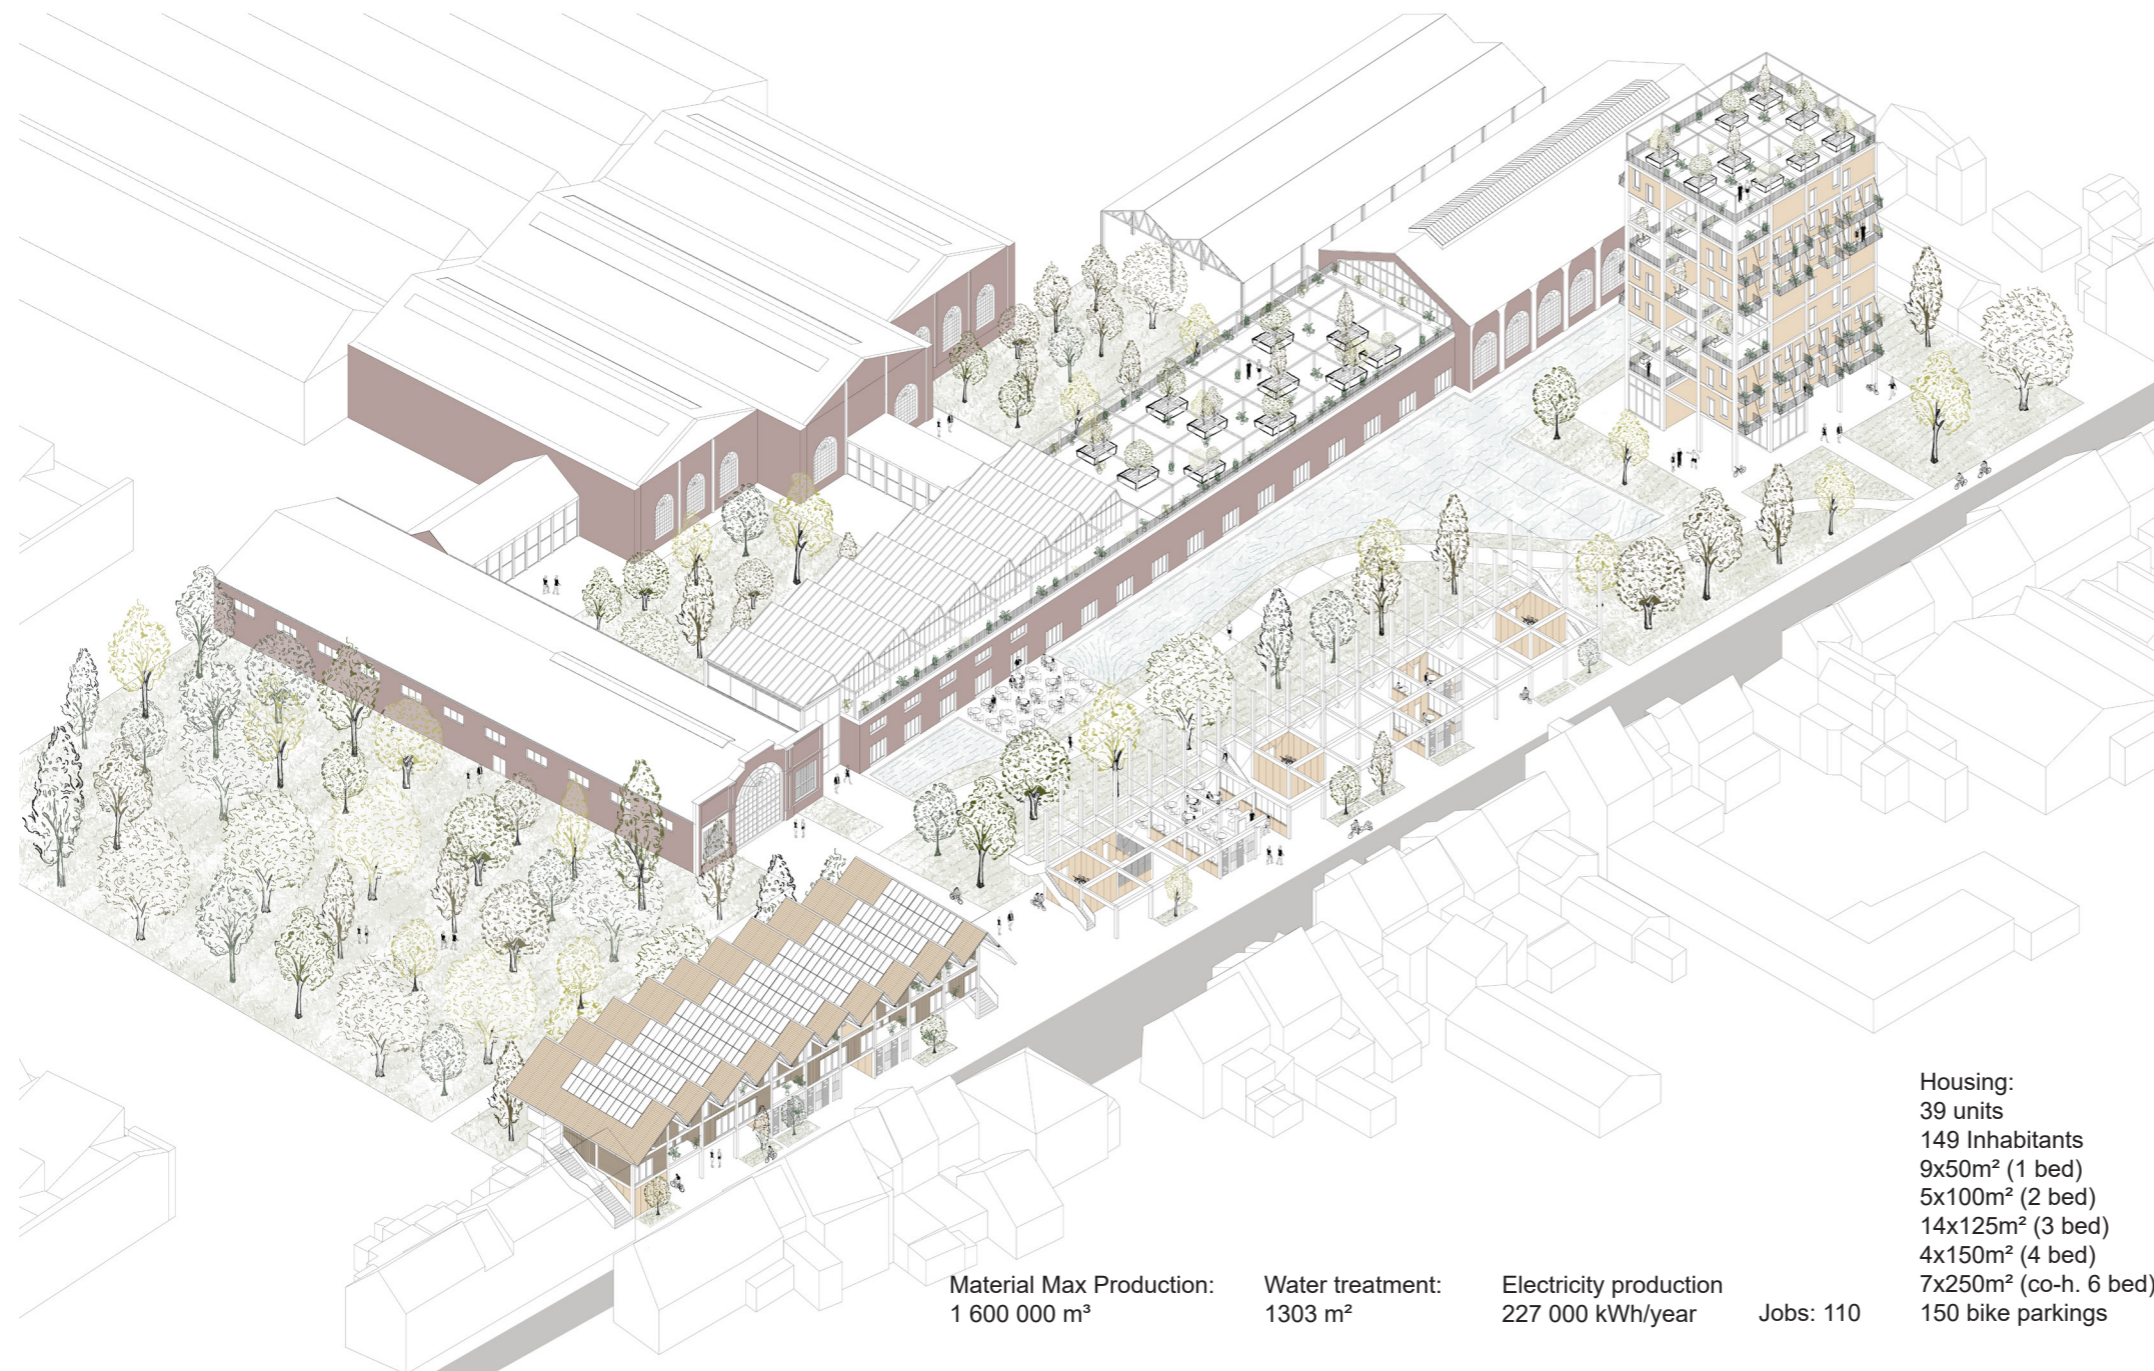 Material Max Production:
1 600 000 m³
Water treatment:
1303 m²
Electricity production
227 000 kWh/year
Jobs: 110
Housing:
39 units
149 Inhabitants
9x50m² (1 bed)
5x100m² (2 bed)
14x125m² (3 bed)
4x150m² (4 bed)
7x250m² (co-h. 6 bed)
150 bike parkings